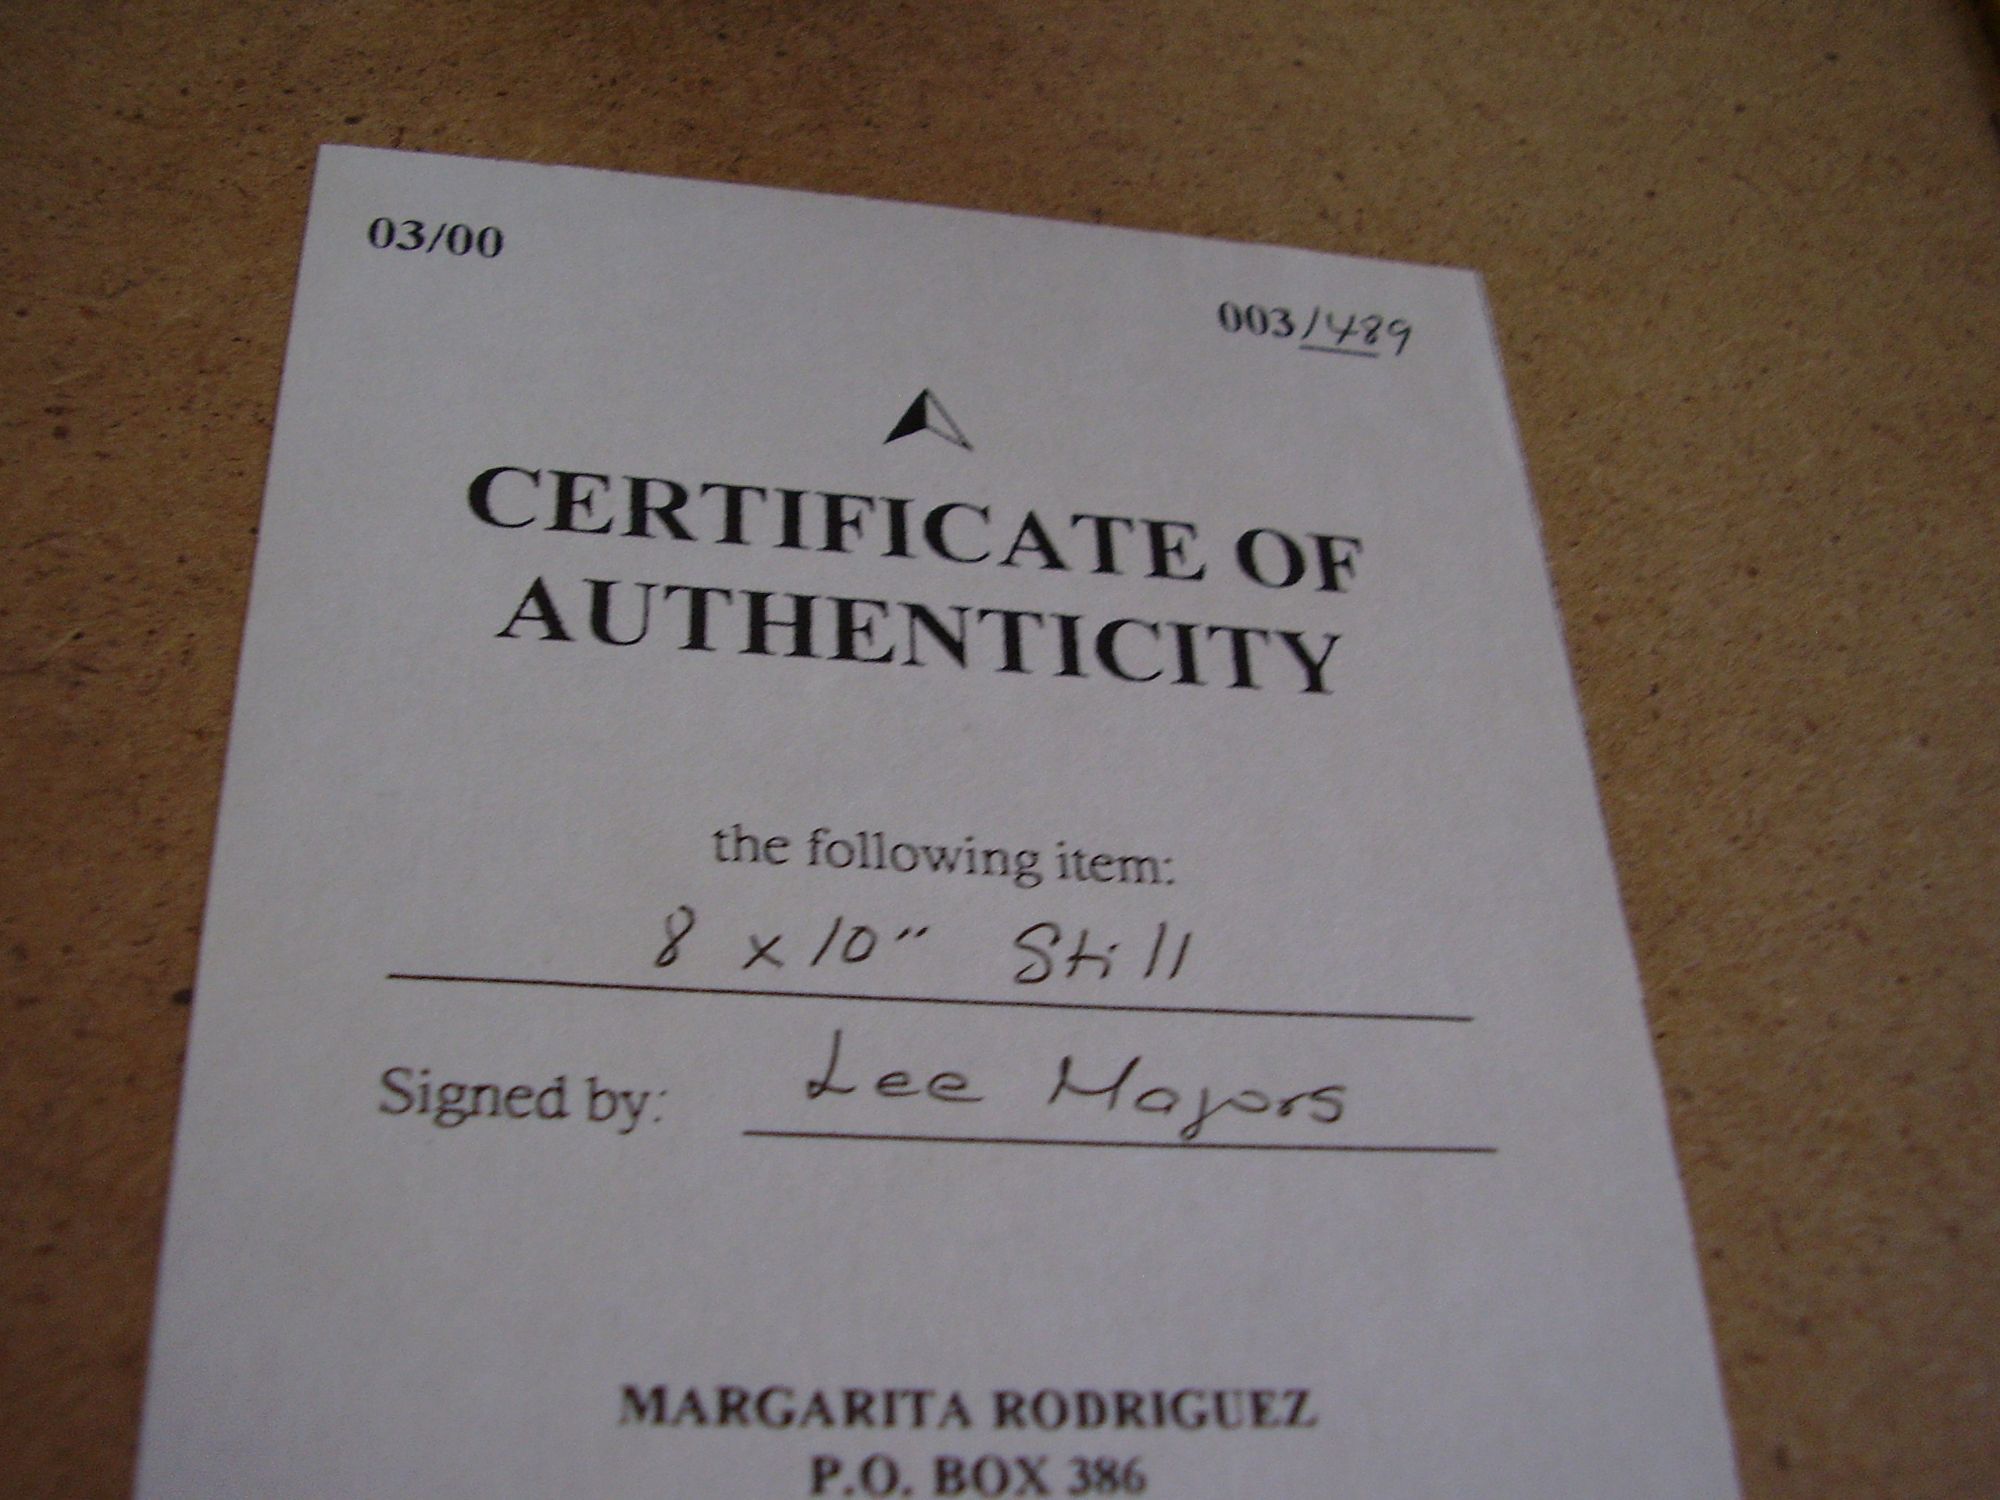 03/00
003/489
CERTIFICATE OF
AUTHENTICITY
the following item:
8 x 10" Still
Signed by: Lee Majors
MARGARITA RODRIGUEZ
P.O. BOX 386